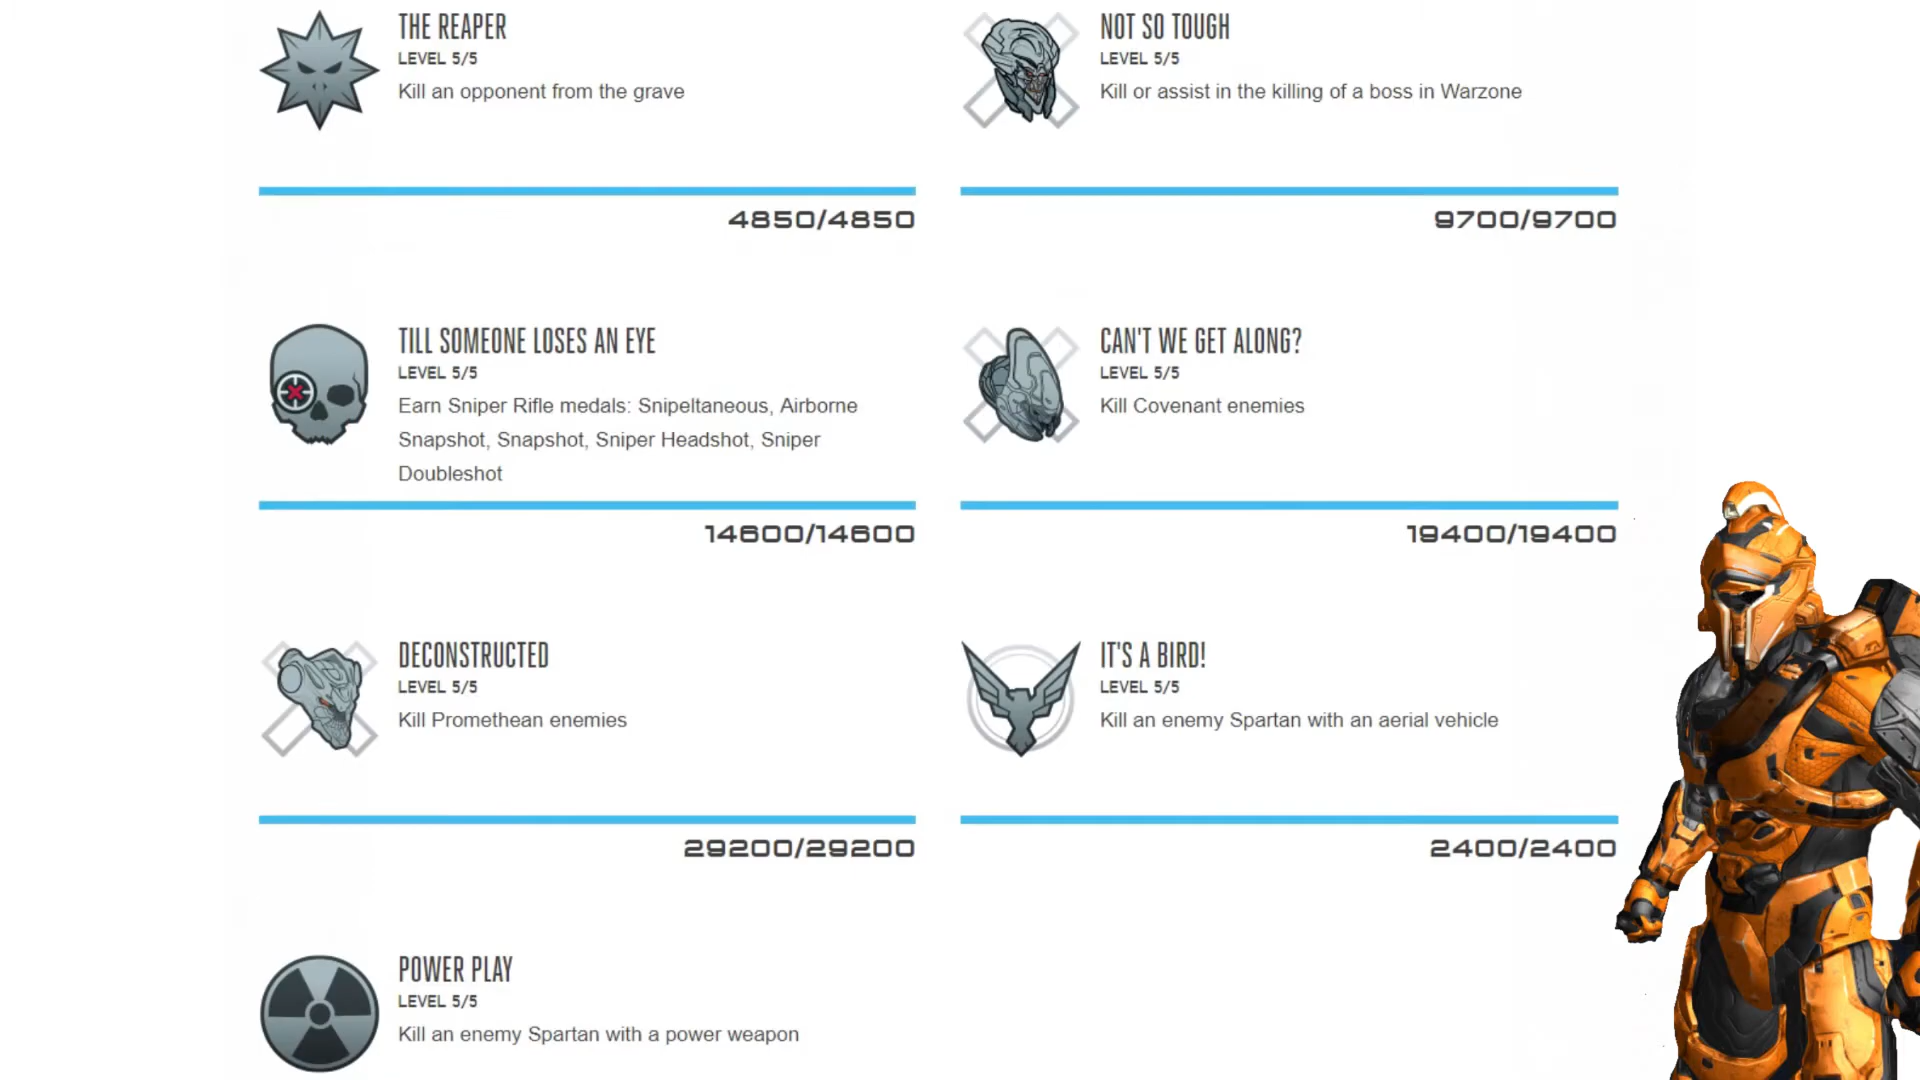 THE REAPER
LEVEL 5/5
Kill an opponent from the grave
4850/4850
NOT SO TOUGH
LEVEL 5/5
Kill or assist in the killing of a boss in Warzone
9700/9700
TILL SOMEONE LOSES AN EYE
LEVEL 5/5
Earn Sniper Rifle medals: Snipeltaneous, Airborne
Snapshot, Snapshot, Sniper Headshot, Sniper
Doubleshot
14600/14600
CAN'T WE GET ALONG?
LEVEL 5/5
Kill Covenant enemies
19400/19400
DECONSTRUCTED
LEVEL 5/5
Kill Promethean enemies
29200/29200
IT'S A BIRD!
LEVEL 5/5
Kill an enemy Spartan with an aerial vehicle
2400/2400
POWER PLAY
LEVEL 5/5
Kill an enemy Spartan with a power weapon